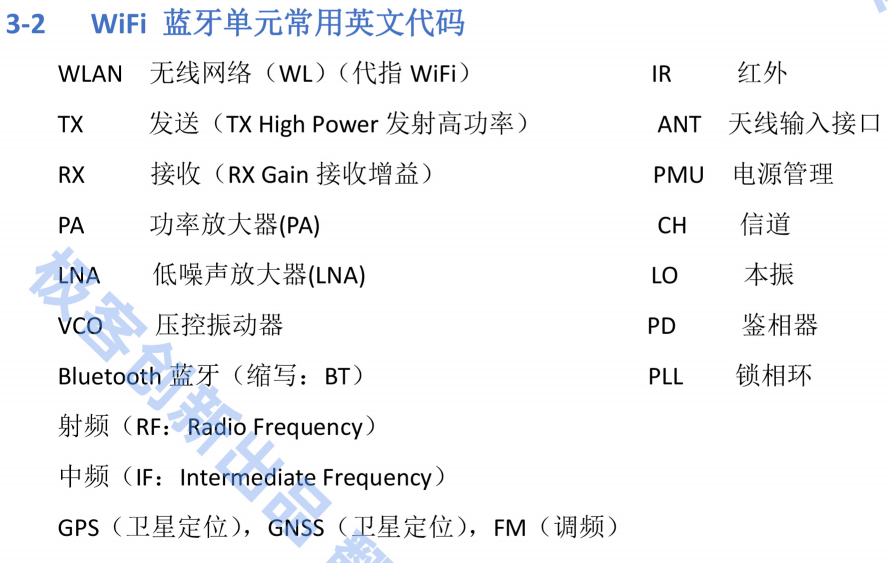 3-2 WiFi 蓝牙单元常用英文代码
WLAN 无线网络（WL）（代指 WiFi） IR 红外
TX 发送（TX High Power 发射高功率） ANT 天线输入接口
RX 接收（RX Gain 接收增益） PMU 电源管理
PA 功率放大器(PA) CH 信道
LNA 低噪声放大器(LNA) LO 本振
VCO 压控振动器 PD 鉴相器
Bluetooth 蓝牙（缩写：BT） PLL 锁相环
射频（RF：Radio Frequency）
中频（IF：Intermediate Frequency）
GPS（卫星定位），GNSS（卫星定位），FM（调频）
极客创新出品